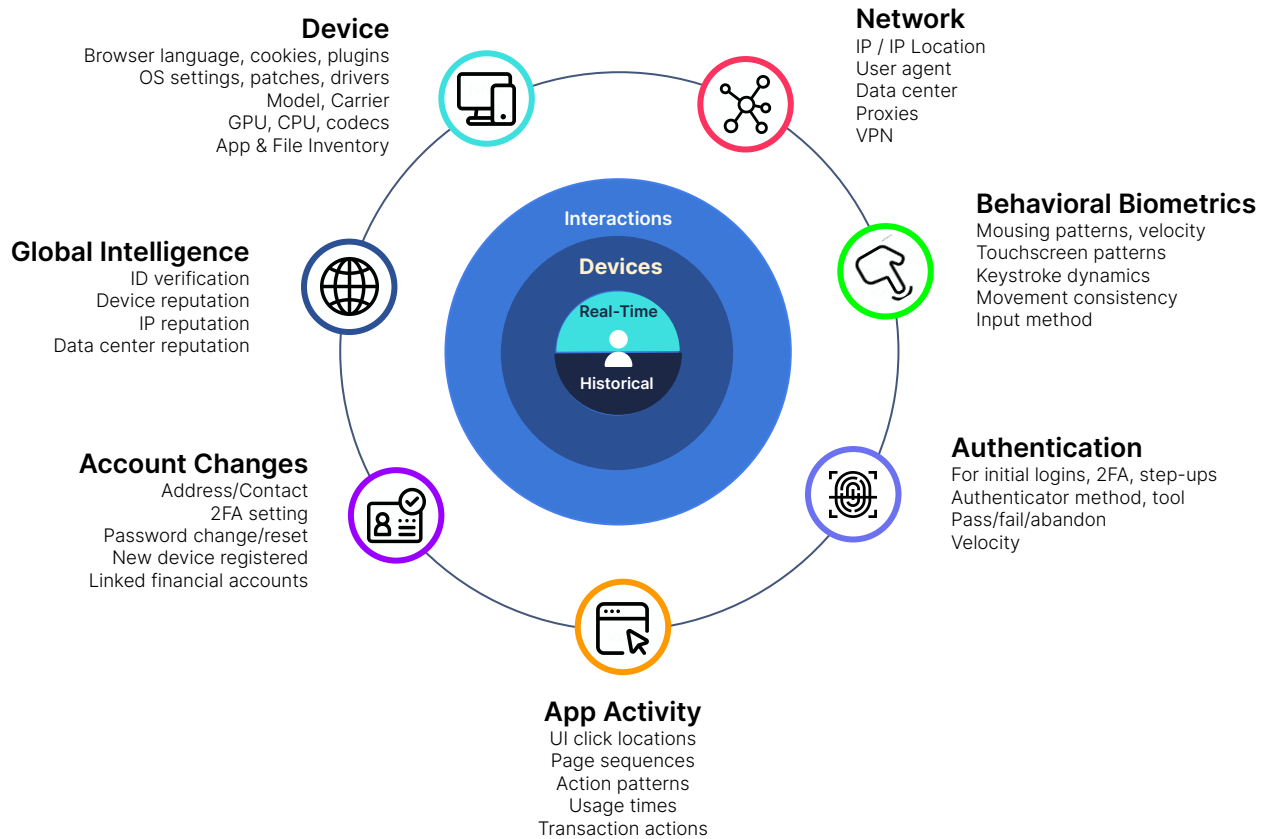 Device
Browser language, cookies, plugins
OS settings, patches, drivers
Model, Carrier
GPU, CPU, codecs
App & File Inventory
Network
IP / IP Location
User agent
Data center
Proxies
VPN
Global Intelligence
ID verification
Device reputation
IP reputation
Data center reputation
Interactions
Devices
Real-Time
Historical
Behavioral Biometrics
Mousing patterns, velocity
Touchscreen patterns
Keystroke dynamics
Movement consistency
Input method
Account Changes
Address/Contact
2FA setting
Password change/reset
New device registered
Linked financial accounts
Authentication
For initial logins, 2FA, step-ups
Authenticator method, tool
Pass/fail/abandon
Velocity
App Activity
UI click locations
Page sequences
Action patterns
Usage times
Transaction actions